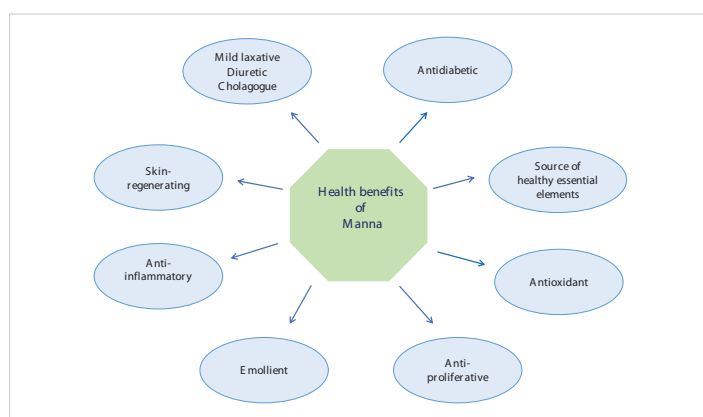 Mild laxative
Diuretic
Cholagogue
Antidiabetic
Skin-
regenerating
Health benefits
of
Manna
Source of
healthy essential
elements
Anti-
inflammatory
Antioxidant
Emollient
Anti-
proliferative